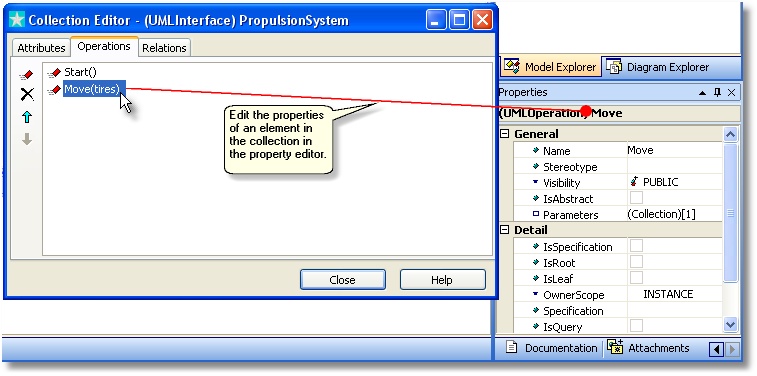 Collection Editor - (UMLInterface) PropulsionSystem
Attributes Operations Relations
Start()
Move(tires)
Edit the properties
of an element in
the collection in
the property editor.
Close Help
Model Explorer Diagram Explorer
Properties
(UMLOperation) Move
General
Name Move
Stereotype
Visibility PUBLIC
IsAbstract
Parameters (Collection)[1]
Detail
IsSpecification
IsRoot
IsLeaf
OwnerScope INSTANCE
Specification
IsQuery
Documentation Attachments